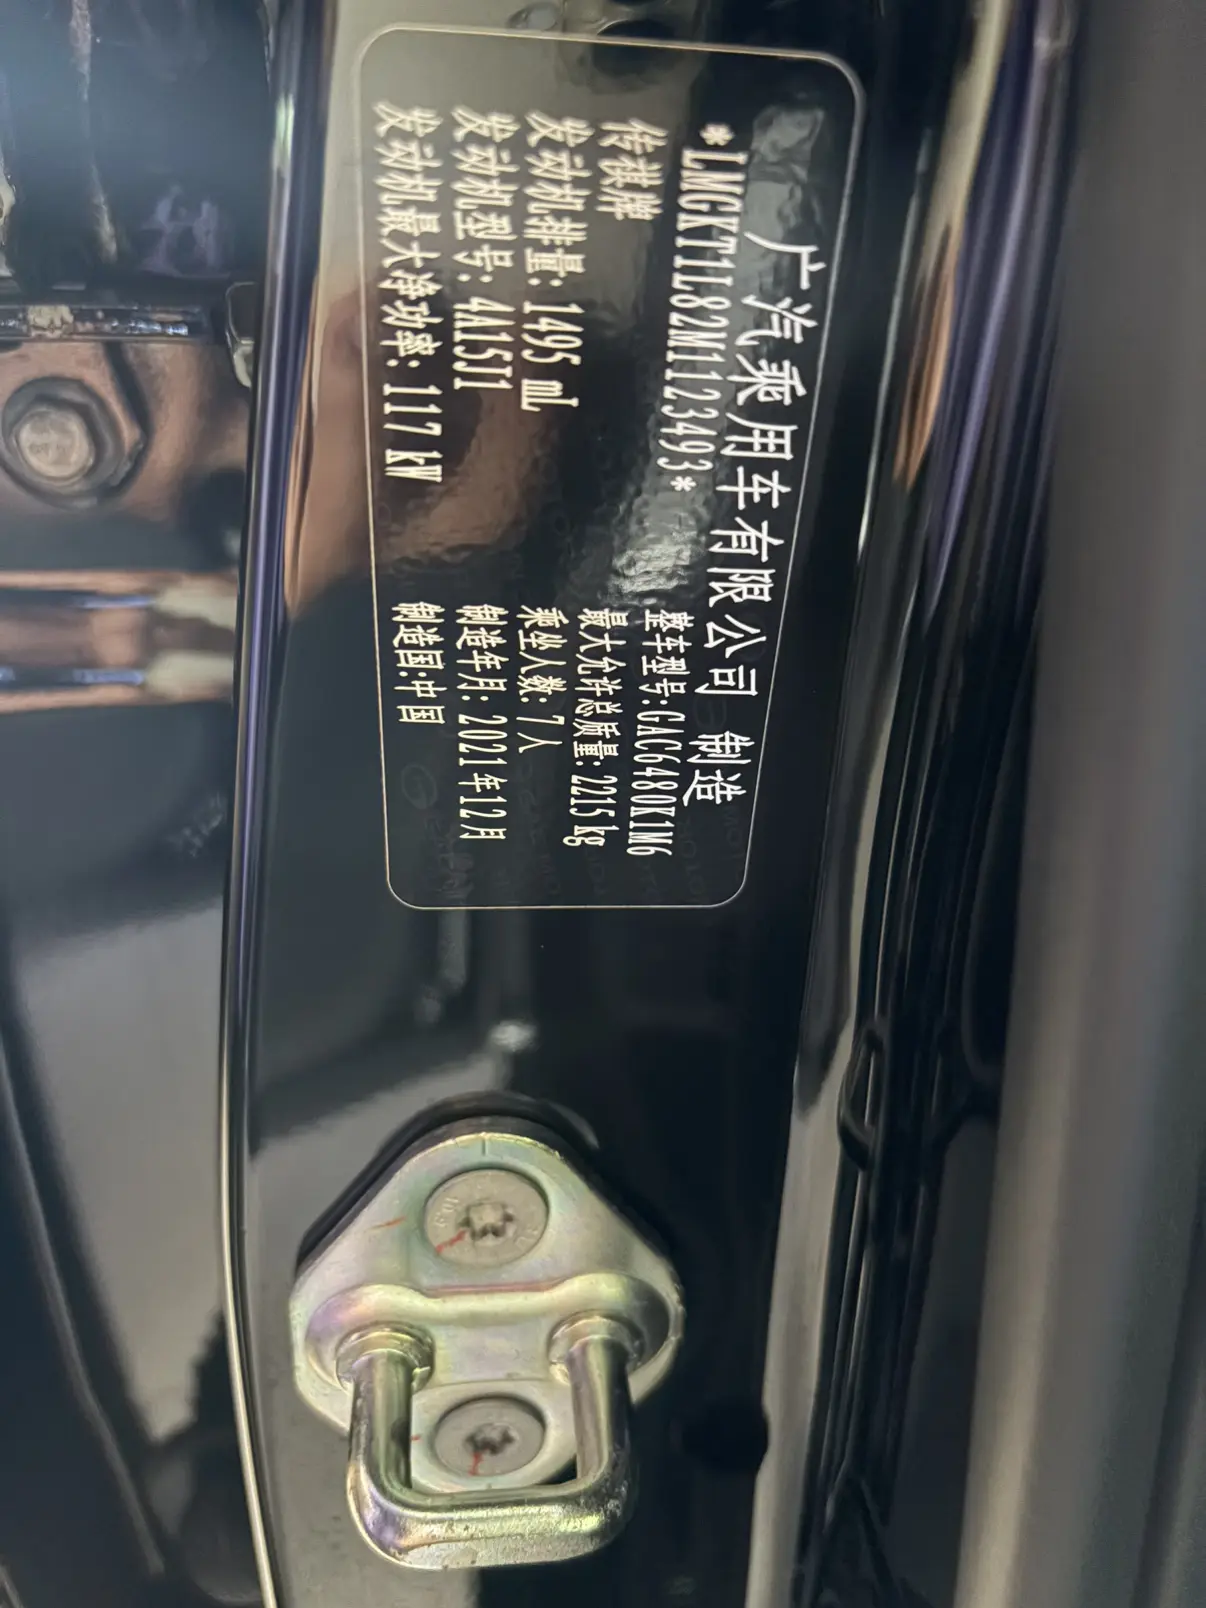 广汽乘用车有限公司 制造
*LMGKT1L82M1123493*
传祺牌
整车型号:GAC6480K1M6
发动机排量: 1495 mL
最大允许总质量: 2215 kg
发动机型号: 4A15J1
乘坐人数: 7人
发动机最大净功率: 117 kW
制造年月: 2021年12月
制造国:中国